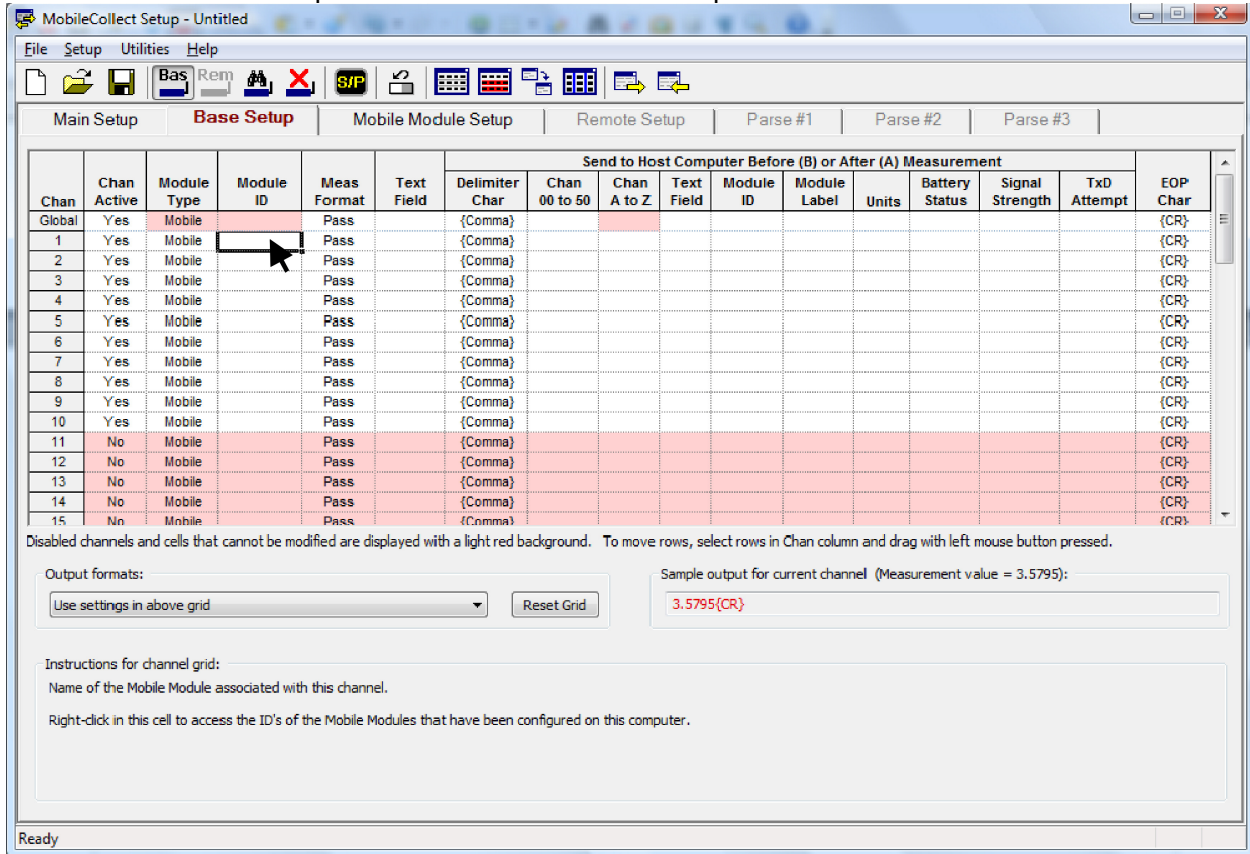 MobileCollect Setup - Untitled
File Setup Utilities Help
Bas Rem S/P
Main Setup Base Setup Mobile Module Setup Remote Setup Parse #1 Parse #2 Parse #3
Send to Host Computer Before (B) or After (A) Measurement
Chan Module Module Meas Text Delimiter Chan Chan Text Module Module Battery Signal TxD EOP
Chan Active Type ID Format Field Char 00 to 50 A to Z Field ID Label Units Status Strength Attempt Char
Global Yes Mobile Pass {Comma} {CR}
1 Yes Mobile Pass {Comma} {CR}
2 Yes Mobile Pass {Comma} {CR}
3 Yes Mobile Pass {Comma} {CR}
4 Yes Mobile Pass {Comma} {CR}
5 Yes Mobile Pass {Comma} {CR}
6 Yes Mobile Pass {Comma} {CR}
7 Yes Mobile Pass {Comma} {CR}
8 Yes Mobile Pass {Comma} {CR}
9 Yes Mobile Pass {Comma} {CR}
10 Yes Mobile Pass {Comma} {CR}
11 No Mobile Pass {Comma} {CR}
12 No Mobile Pass {Comma} {CR}
13 No Mobile Pass {Comma} {CR}
14 No Mobile Pass {Comma} {CR}
15 No Mobile Pass {Comma} {CR}
Disabled channels and cells that cannot be modified are displayed with a light red background. To move rows, select rows in Chan column and drag with left mouse button pressed.
Output formats: Sample output for current channel (Measurement value = 3.5795):
Use settings in above grid Reset Grid 3.5795{CR}
Instructions for channel grid:
Name of the Mobile Module associated with this channel.
Right-click in this cell to access the ID's of the Mobile Modules that have been configured on this computer.
Ready